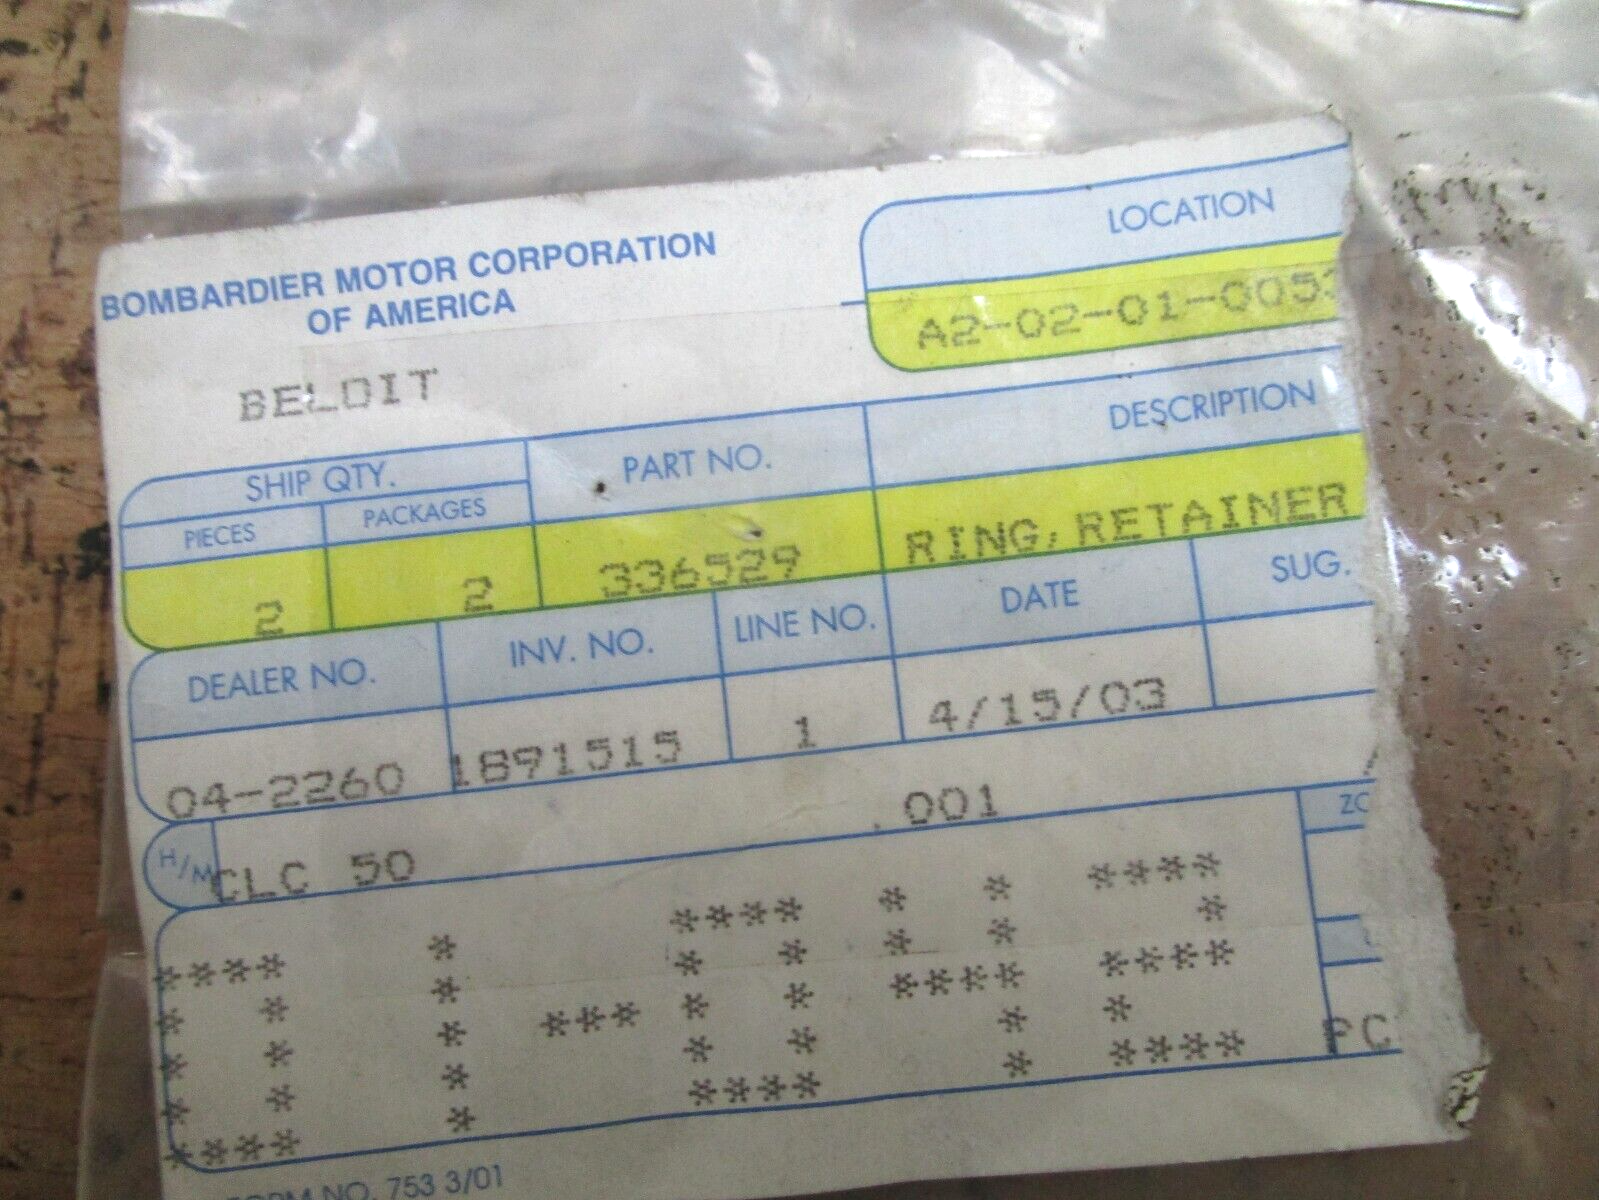 BOMBARDIER MOTOR CORPORATION
OF AMERICA
LOCATION
A2-02-01-0053
BELOIT
SHIP QTY.
PIECES
PACKAGES
PART NO.
DESCRIPTION
2
2
336529
RING, RETAINER
DEALER NO.
INV. NO.
LINE NO.
DATE
SUG.
04-2260
1891515
1
4/15/03
H/M
CLC 50
.001
PC
FORM NO. 753 3/01